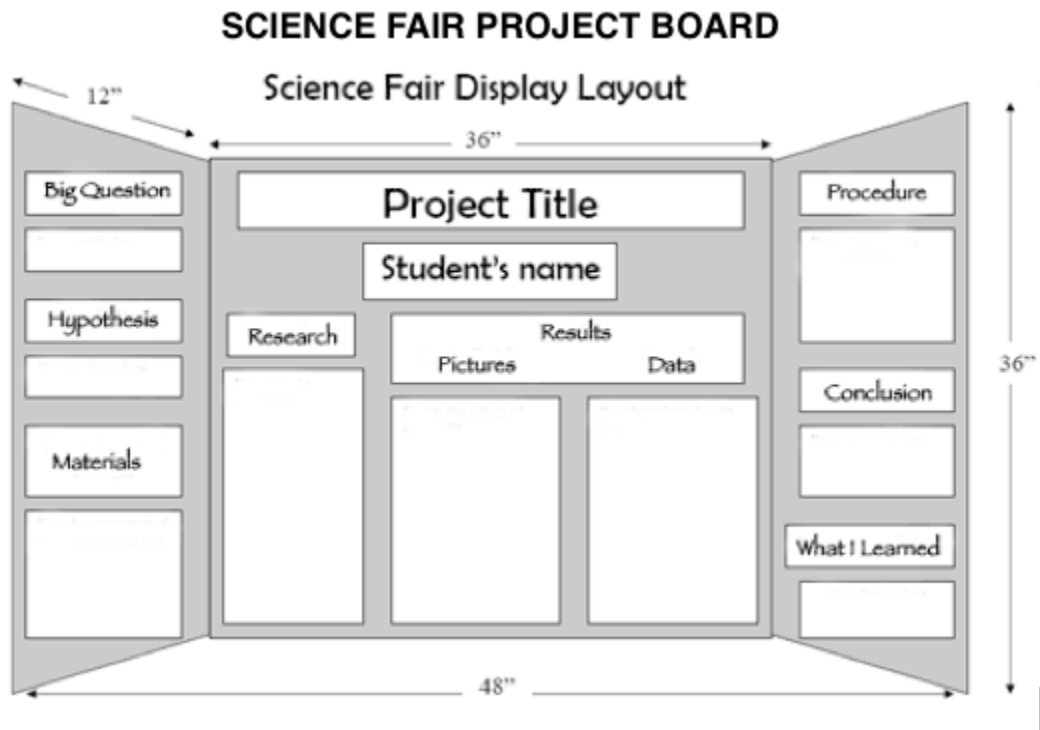 SCIENCE FAIR PROJECT BOARD
Science Fair Display Layout
12”
36”
Big Question
Hypothesis
Materials
Project Title
Student’s name
Research
Results
Pictures Data
Procedure
Conclusion
What I Learned
36”
48”